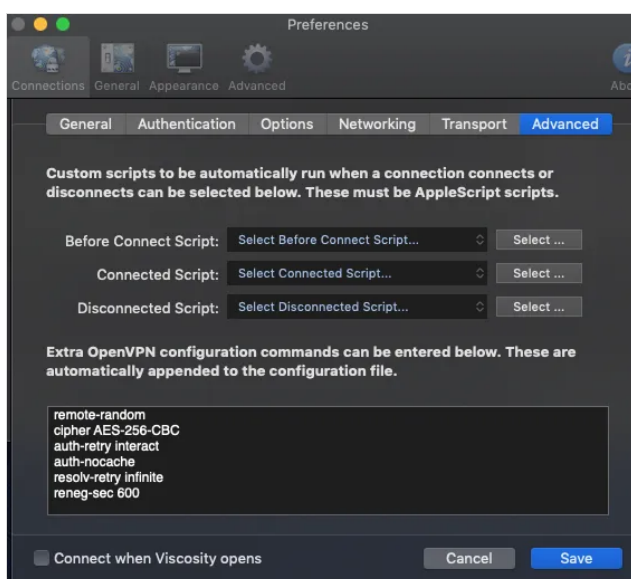 Preferences
Connections General Appearance Advanced
General Authentication Options Networking Transport Advanced
Custom scripts to be automatically run when a connection connects or
disconnects can be selected below. These must be AppleScript scripts.
Before Connect Script: Select Before Connect Script... Select ...
Connected Script: Select Connected Script... Select ...
Disconnected Script: Select Disconnected Script... Select ...
Extra OpenVPN configuration commands can be entered below. These are
automatically appended to the configuration file.
remote-random
cipher AES-256-CBC
auth-retry interact
auth-nocache
resolv-retry infinite
reneg-sec 600
Connect when Viscosity opens Cancel Save